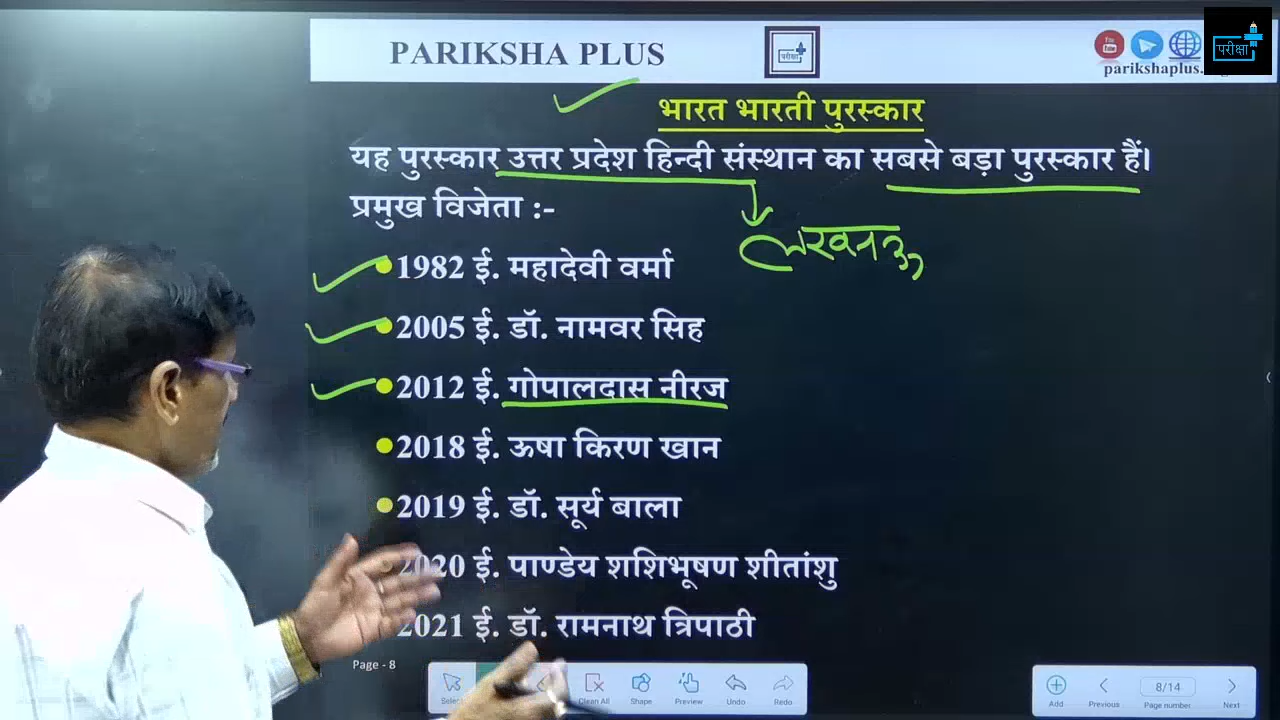 PARIKSHA PLUS
परीक्षा
परीक्षा
parikshaplus.
भारत भारती पुरस्कार
यह पुरस्कार उत्तर प्रदेश हिन्दी संस्थान का सबसे बड़ा पुरस्कार हैं।
प्रमुख विजेता :-
लखनऊ
1982 ई. महादेवी वर्मा
2005 ई. डॉ. नामवर सिह
2012 ई. गोपालदास नीरज
2018 ई. ऊषा किरण खान
2019 ई. डॉ. सूर्य बाला
2020 ई. पाण्डेय शशिभूषण शीतांशु
2021 ई. डॉ. रामनाथ त्रिपाठी
Page - 8
Clean All Shape Preview Undo Redo
8/14
Add Previous Page number Next